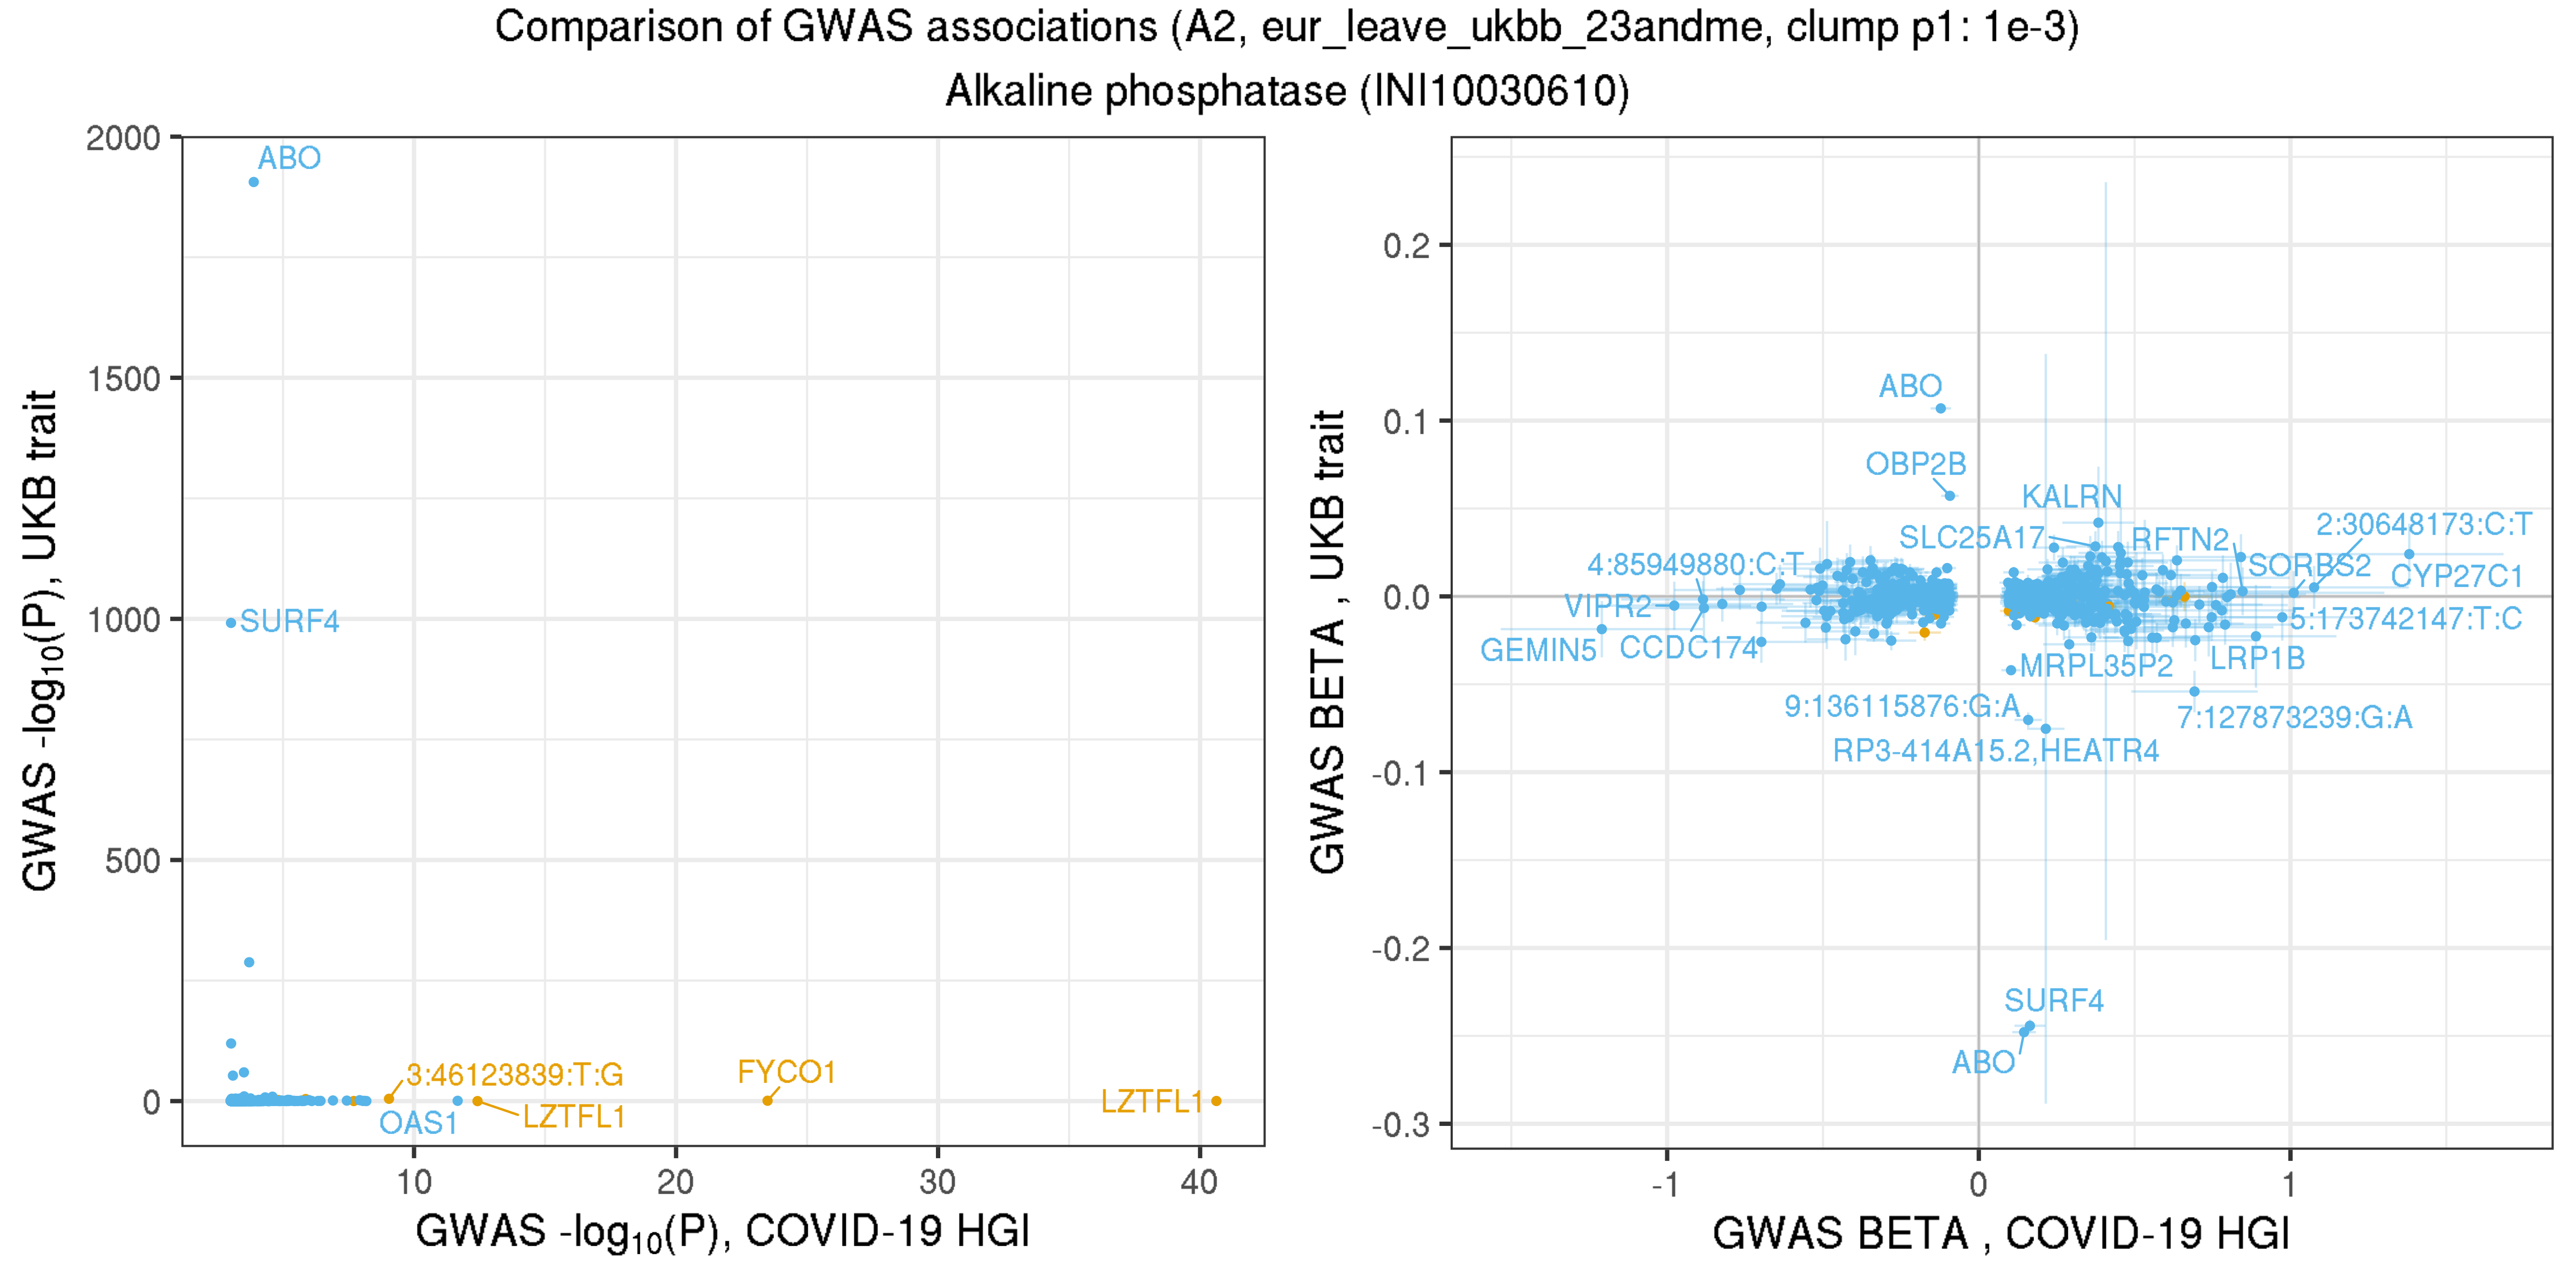 Comparison of GWAS associations (A2, eur_leave_ukbb_23andme, clump p1: 1e-3)
Alkaline phosphatase (INI10030610)
GWAS -log10(P), UKB trait
2000
1500
1000
500
0
ABO
SURF4
3:46123839:T:G
OAS1
LZTFL1
FYCO1
LZTFL1
10
20
30
40
GWAS -log10(P), COVID-19 HGI
GWAS BETA , UKB trait
0.2
0.1
0.0
-0.1
-0.2
-0.3
ABO
OBP2B
KALRN
SLC25A17
RFTN2
2:30648173:C:T
4:85949880:C:T
SORBS2
CYP27C1
VIPR2
5:173742147:T:C
GEMIN5
CCDC174
MRPL35P2
LRP1B
9:136115876:G:A
7:127873239:G:A
RP3-414A15.2,HEATR4
SURF4
ABO
-1
0
1
GWAS BETA , COVID-19 HGI